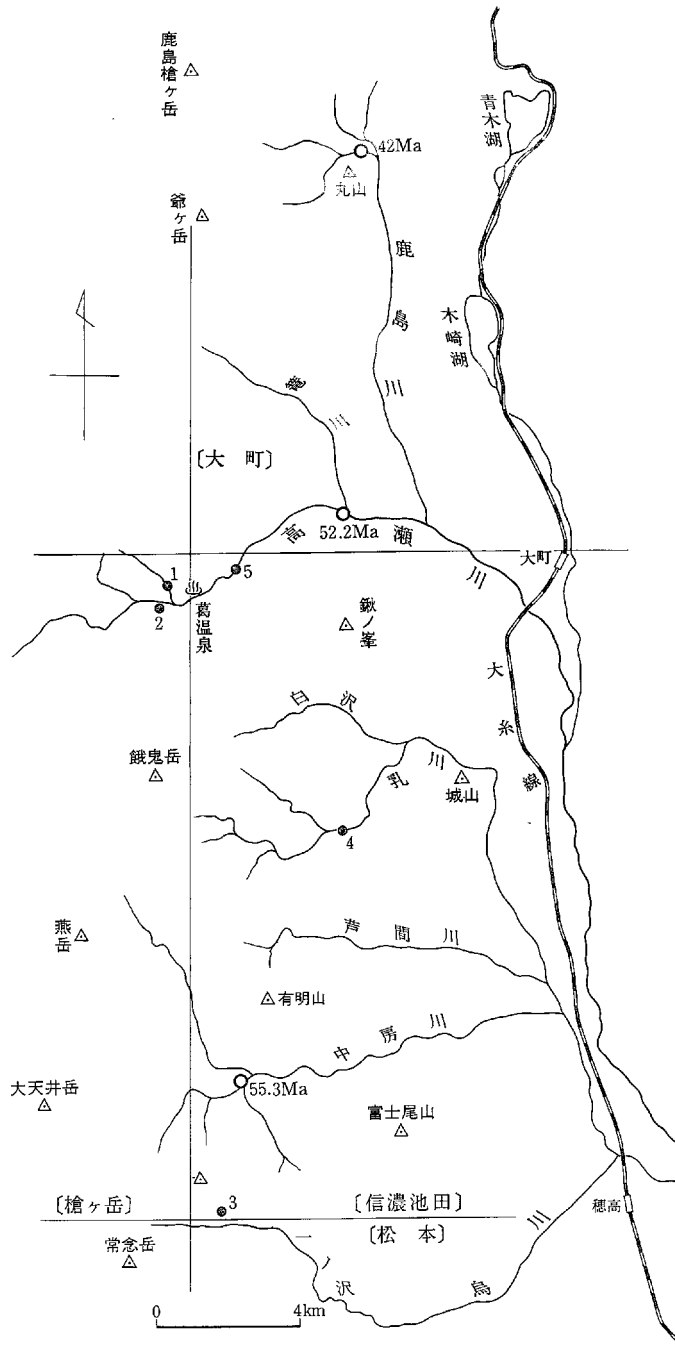 鹿島槍ヶ岳
青木湖
42Ma
丸山
爺ヶ岳
鹿島川
木崎湖
籠川
〔大 町〕
高瀬川
52.2Ma
大町
1
5
葛温泉
2
鍬ノ峯
大糸線
白沢
餓鬼岳
乳川
城山
4
燕岳
芦間川
有明山
中房川
55.3Ma
大天井岳
富士尾山
3
〔槍ヶ岳〕
〔信濃池田〕
〔松 本〕
穂高
常念岳
一ノ沢
烏川
0
4km